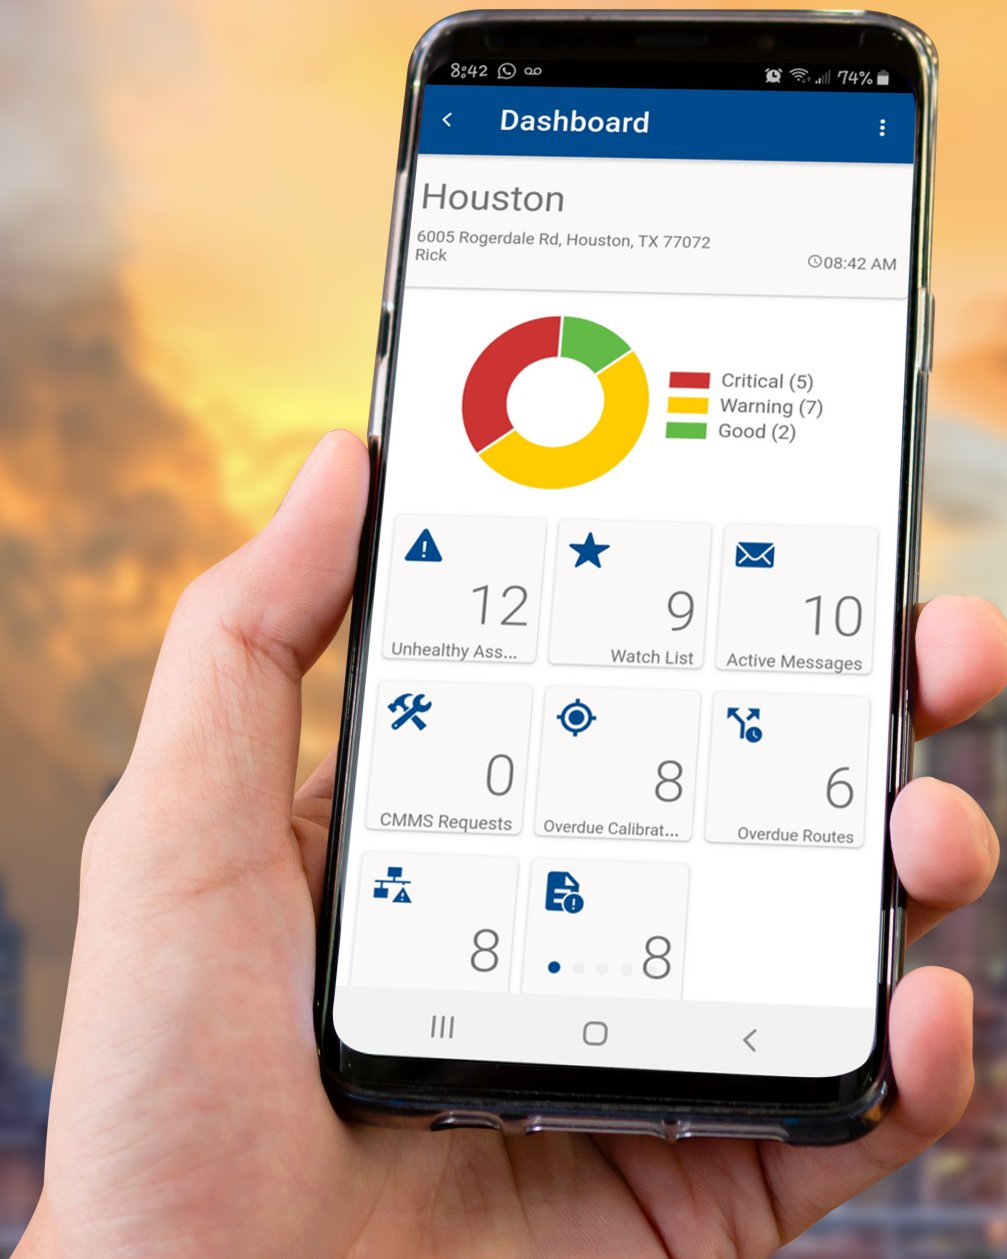 8:42 74%
Dashboard
Houston
6005 Rogerdale Rd, Houston, TX 77072
Rick
08:42 AM
Critical (5)
Warning (7)
Good (2)
12
Unhealthy Ass...
9
Watch List
10
Active Messages
0
CMMS Requests
8
Overdue Calibrat...
6
Overdue Routes
8
8